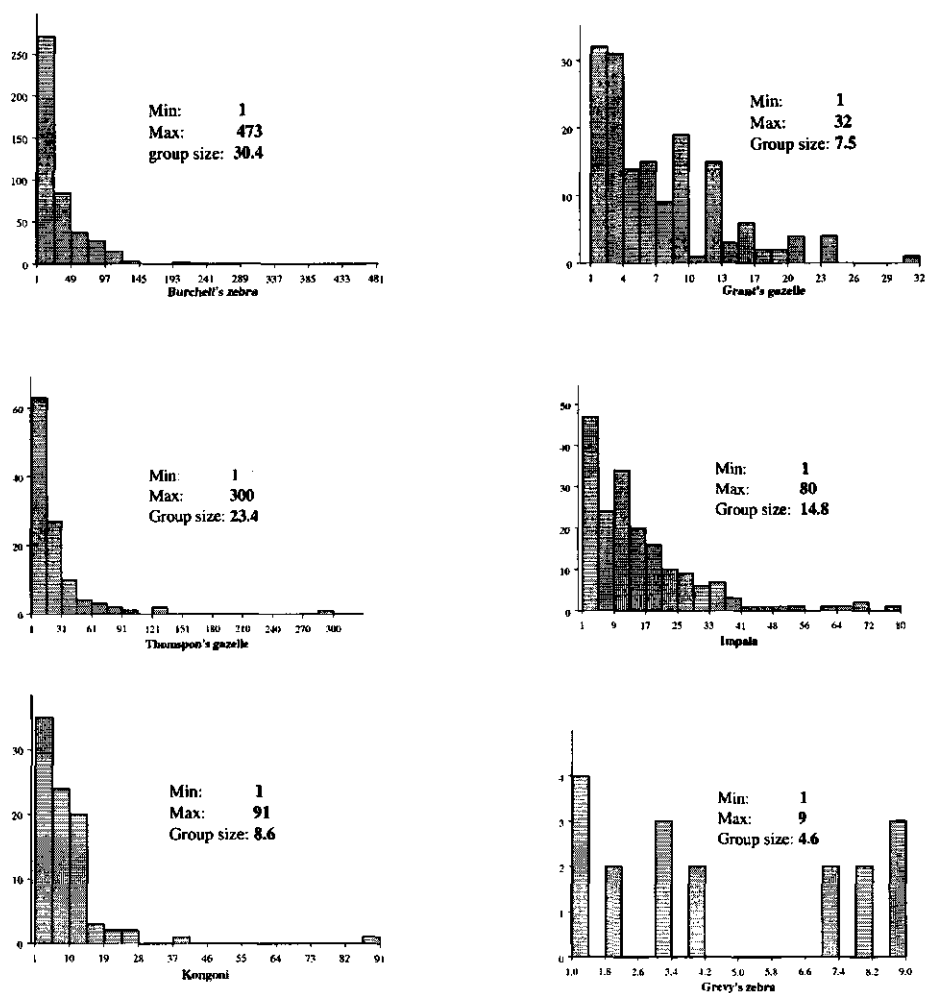 250
200
150
100
50
0
Min: 1
Max: 473
group size: 30.4
1 49 97 145 193 241 289 337 385 433 481
Burchell's zebra
30
20
10
0
Min: 1
Max: 32
Group size: 7.5
1 4 7 10 13 17 20 23 26 29 32
Grant's gazelle
60
40
20
0
Min: 1
Max: 300
Group size: 23.4
1 31 61 91 121 151 180 210 240 270 300
Thomspon's gazelle
50
40
30
20
10
0
Min: 1
Max: 80
Group size: 14.8
1 9 17 25 33 41 48 56 64 72 80
Impala
30
20
10
0
Min: 1
Max: 91
Group size: 8.6
1 10 19 28 37 46 55 64 73 82 91
Kongoni
4
3
2
1
0
Min: 1
Max: 9
Group size: 4.6
1.0 1.8 2.6 3.4 4.2 5.0 5.8 6.6 7.4 8.2 9.0
Grevy's zebra